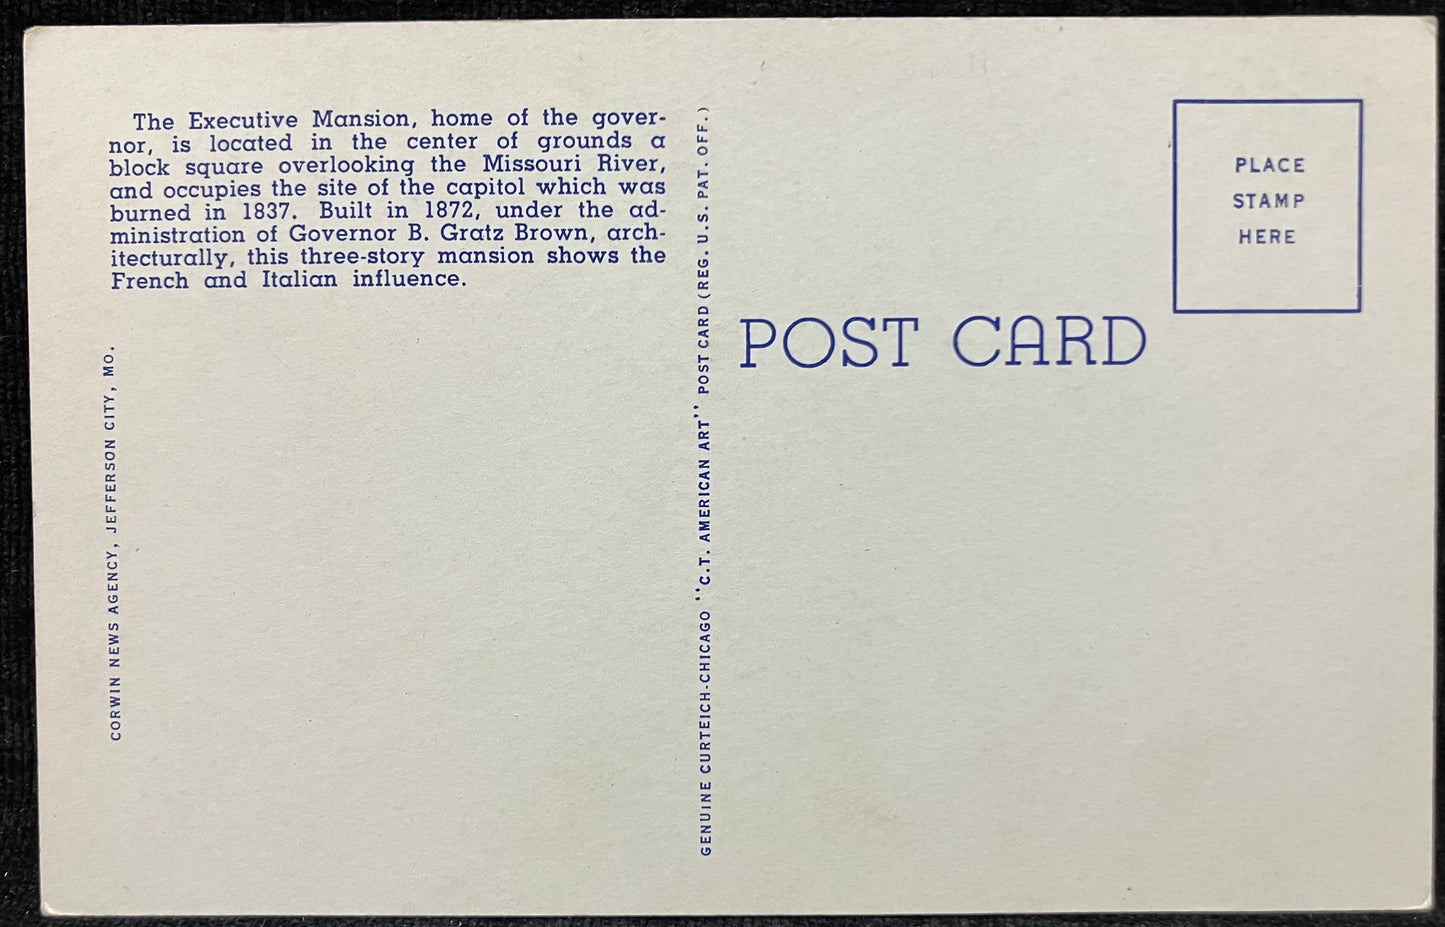 The Executive Mansion, home of the gover-
nor, is located in the center of grounds a
block square overlooking the Missouri River,
and occupies the site of the capitol which was
burned in 1837. Built in 1872, under the ad-
ministration of Governor B. Gratz Brown, arch-
itecturally, this three-story mansion shows the
French and Italian influence.
CORWIN NEWS AGENCY, JEFFERSON CITY, MO.
GENUINE CURTEICH-CHICAGO "C.T. AMERICAN ART" POST CARD (REG. U.S. PAT. OFF.)
POST CARD
PLACE
STAMP
HERE